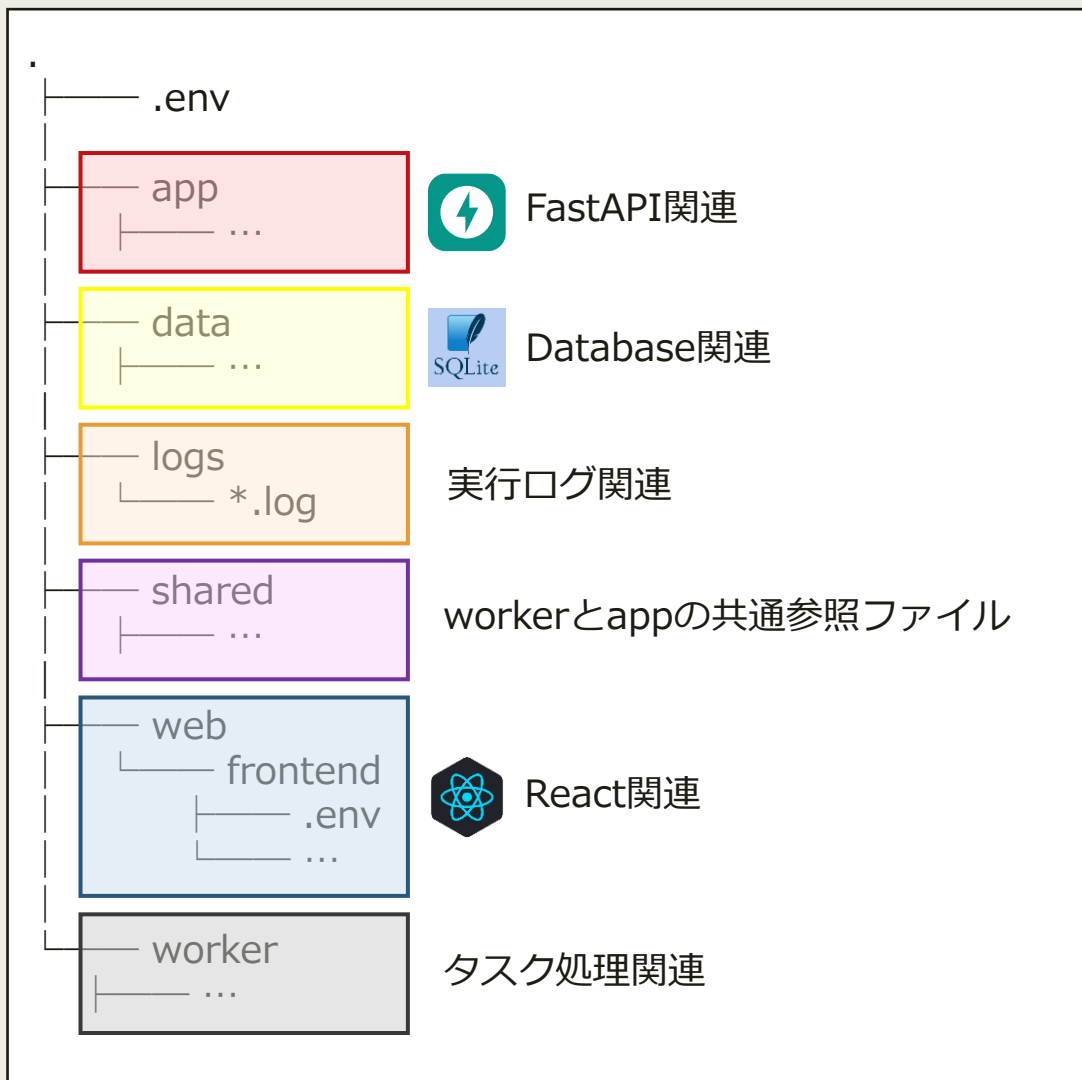 .
├── .env
├── app
├── …
FastAPI関連
├── data
├── …
SQLite
Database関連
├── logs
└── *.log
実行ログ関連
├── shared
├── …
workerとappの共通参照ファイル
├── web
└── frontend
├── .env
└── …
React関連
└── worker
├── …
タスク処理関連